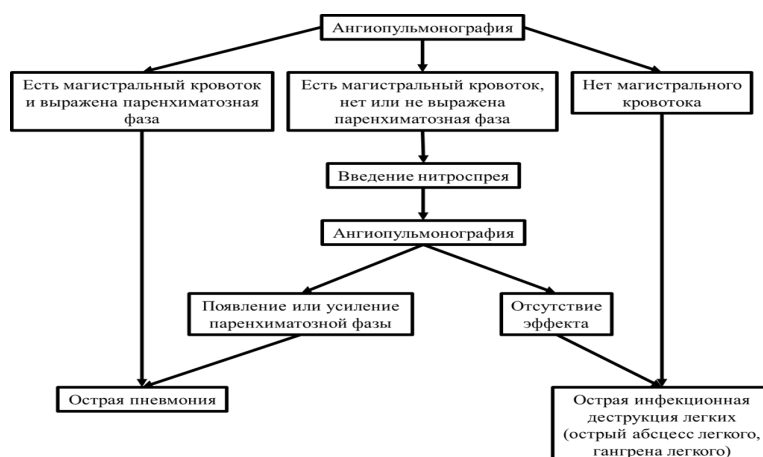 Ангиопульмонография
Есть магистральный кровоток
и выражена паренхиматозная
фаза
Есть магистральный кровоток,
нет или не выражена
паренхиматозная фаза
Нет магистрального
кровотока
Введение нитроспрея
Ангиопульмонография
Появление или усиление
паренхиматозной фазы
Отсутствие
эффекта
Острая пневмония
Острая инфекционная
деструкция легких
(острый абсцесс легкого,
гангрена легкого)